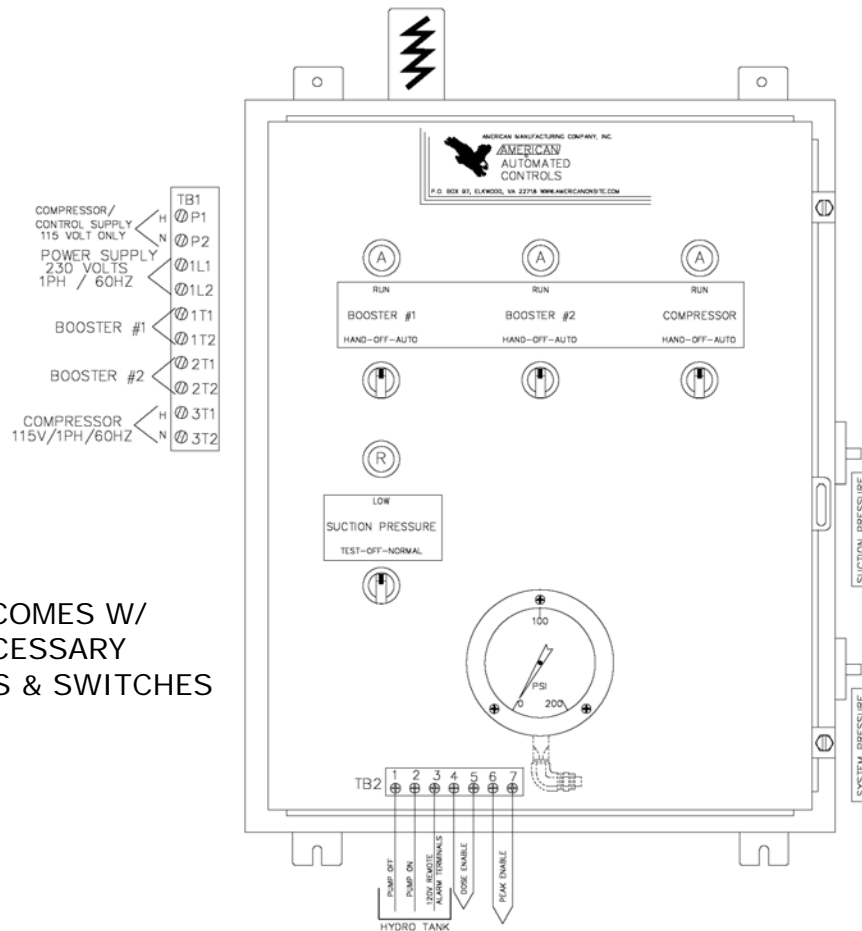 AMERICAN MANUFACTURING COMPANY, INC.
AMERICAN
AUTOMATED
CONTROLS
P.O. BOX 97, ELKWOOD, VA 22718 WWW.AMERICANONSITE.COM
TB1
COMPRESSOR/
CONTROL SUPPLY
115 VOLT ONLY
H P1
N P2
POWER SUPPLY
230 VOLTS
1PH / 60HZ
1L1
1L2
BOOSTER #1
1T1
1T2
BOOSTER #2
2T1
2T2
COMPRESSOR
115V/1PH/60HZ
H 3T1
N 3T2
A A A
RUN RUN RUN
BOOSTER #1 BOOSTER #2 COMPRESSOR
HAND-OFF-AUTO HAND-OFF-AUTO HAND-OFF-AUTO
R
LOW
SUCTION PRESSURE
TEST-OFF-NORMAL
SUCTION PRESSURE
COMES W/
CESSARY
S & SWITCHES
100
PSI
0 200
SYSTEM PRESSURE
TB2
1 2 3 4 5 6 7
PUMP OFF
PUMP ON
120V REMOTE
ALARM TERMINALS
DOSE ENABLE
PEAK ENABLE
HYDRO TANK